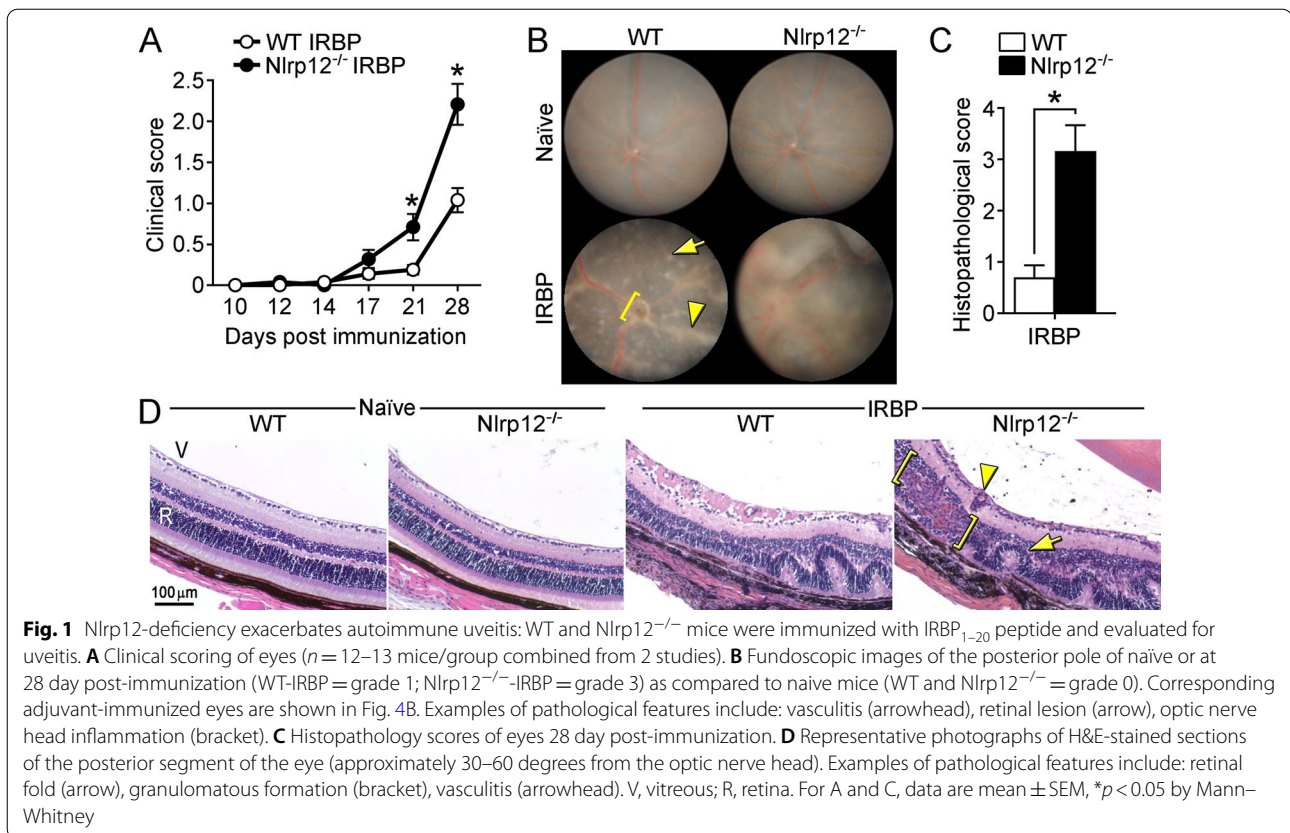 A
WT IRBP
Nlrp12-/- IRBP
Clinical score
2.5
2.0
1.5
1.0
0.5
0
*
*
10 12 14 17 21 28
Days post immunization
B
WT Nlrp12-/-
Naïve
IRBP
C
WT
Nlrp12-/-
Histopathological score
4
3
2
1
0
*
IRBP
D
Naïve IRBP
WT Nlrp12-/- WT Nlrp12-/-
V
R
100 µm
Fig. 1 Nlrp12-deficiency exacerbates autoimmune uveitis: WT and Nlrp12−/− mice were immunized with IRBP1–20 peptide and evaluated for
uveitis. A Clinical scoring of eyes (n = 12–13 mice/group combined from 2 studies). B Fundoscopic images of the posterior pole of naïve or at
28 day post-immunization (WT-IRBP = grade 1; Nlrp12−/−-IRBP = grade 3) as compared to naive mice (WT and Nlrp12−/− = grade 0). Corresponding
adjuvant-immunized eyes are shown in Fig. 4B. Examples of pathological features include: vasculitis (arrowhead), retinal lesion (arrow), optic nerve
head inflammation (bracket). C Histopathology scores of eyes 28 day post-immunization. D Representative photographs of H&E-stained sections
of the posterior segment of the eye (approximately 30–60 degrees from the optic nerve head). Examples of pathological features include: retinal
fold (arrow), granulomatous formation (bracket), vasculitis (arrowhead). V, vitreous; R, retina. For A and C, data are mean ± SEM, *p < 0.05 by Mann–
Whitney